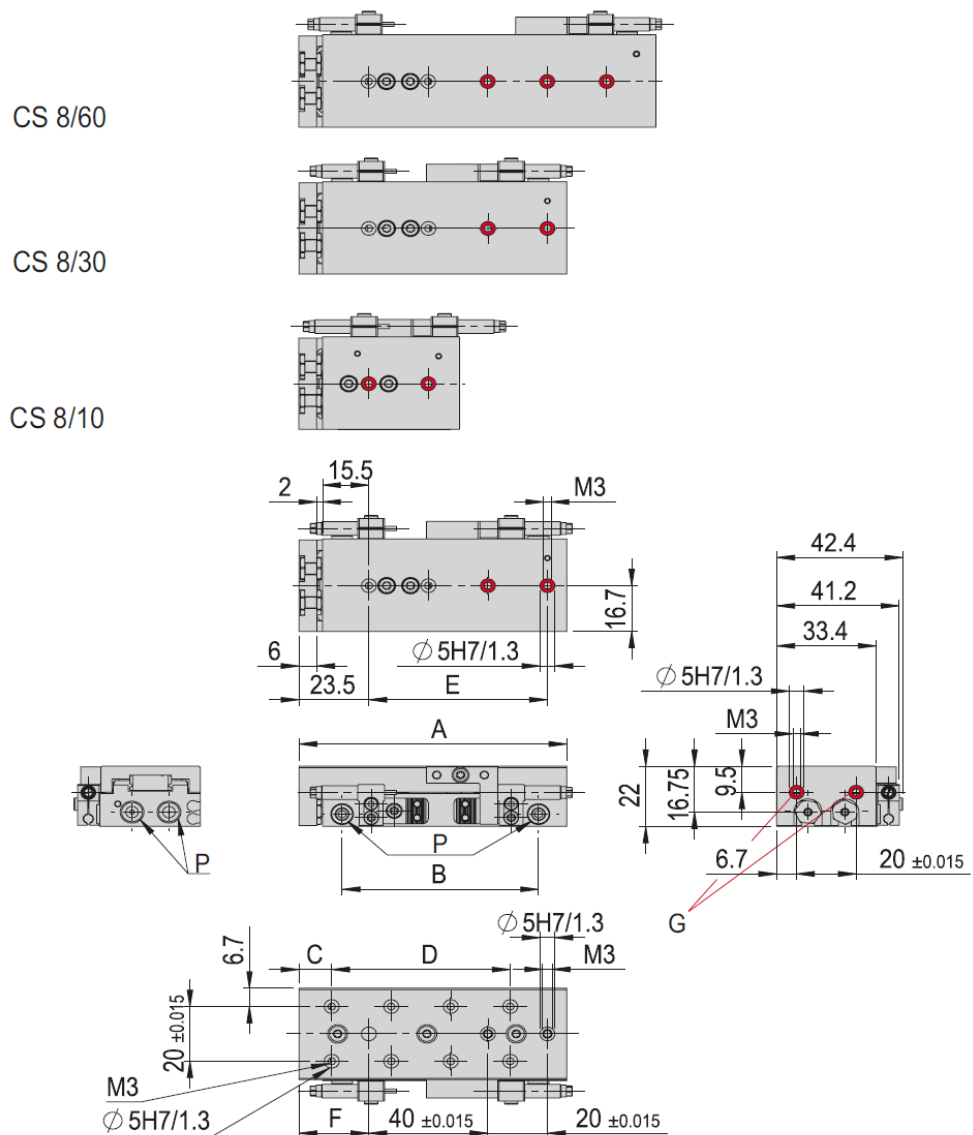 CS 8/60
CS 8/30
CS 8/10
15.5
2
M3
16.7
6
∅ 5H7/1.3
23.5
E
42.4
41.2
33.4
∅ 5H7/1.3
M3
A
22
16.75
9.5
P
P
B
6.7
20 ±0.015
G
∅ 5H7/1.3
6.7
C
D
M3
20 ±0.015
M3
∅ 5H7/1.3
F
40 ±0.015
20 ±0.015